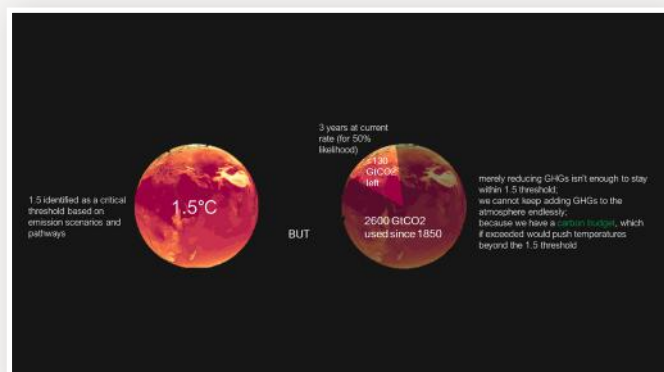 1.5 identified as a critical
threshold based on
emission scenarios and
pathways
1.5°C
BUT
3 years at current
rate (for 50%
likelihood)
≤130
GtCO2
left
2600 GtCO2
used since 1850
merely reducing GHGs isn't enough to stay
within 1.5 threshold;
we cannot keep adding GHGs to the
atmosphere endlessly;
because we have a carbon budget, which
if exceeded would push temperatures
beyond the 1.5 threshold